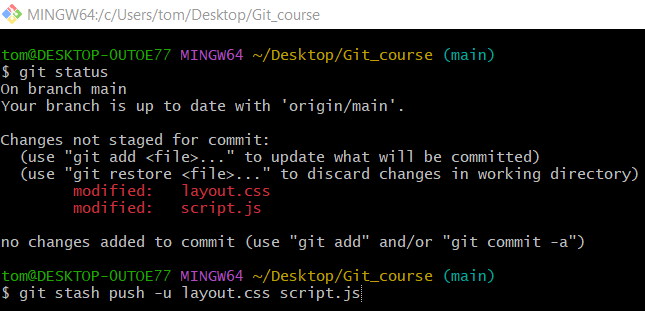 MINGW64:/c/Users/tom/Desktop/Git_course
tom@DESKTOP-OUTOE77 MINGW64 ~/Desktop/Git_course (main)
$ git status
On branch main
Your branch is up to date with 'origin/main'.
Changes not staged for commit:
  (use "git add <file>..." to update what will be committed)
  (use "git restore <file>..." to discard changes in working directory)
        modified:   layout.css
        modified:   script.js
no changes added to commit (use "git add" and/or "git commit -a")
tom@DESKTOP-OUTOE77 MINGW64 ~/Desktop/Git_course (main)
$ git stash push -u layout.css script.js